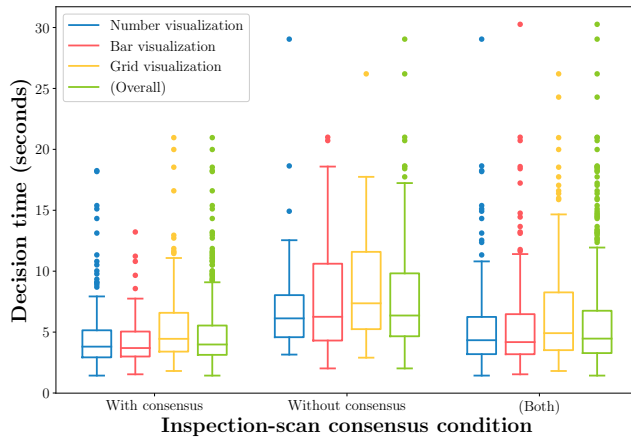 Decision time (seconds)
30
25
20
15
10
5
0
Number visualization
Bar visualization
Grid visualization
(Overall)
With consensus
Without consensus
(Both)
Inspection-scan consensus condition